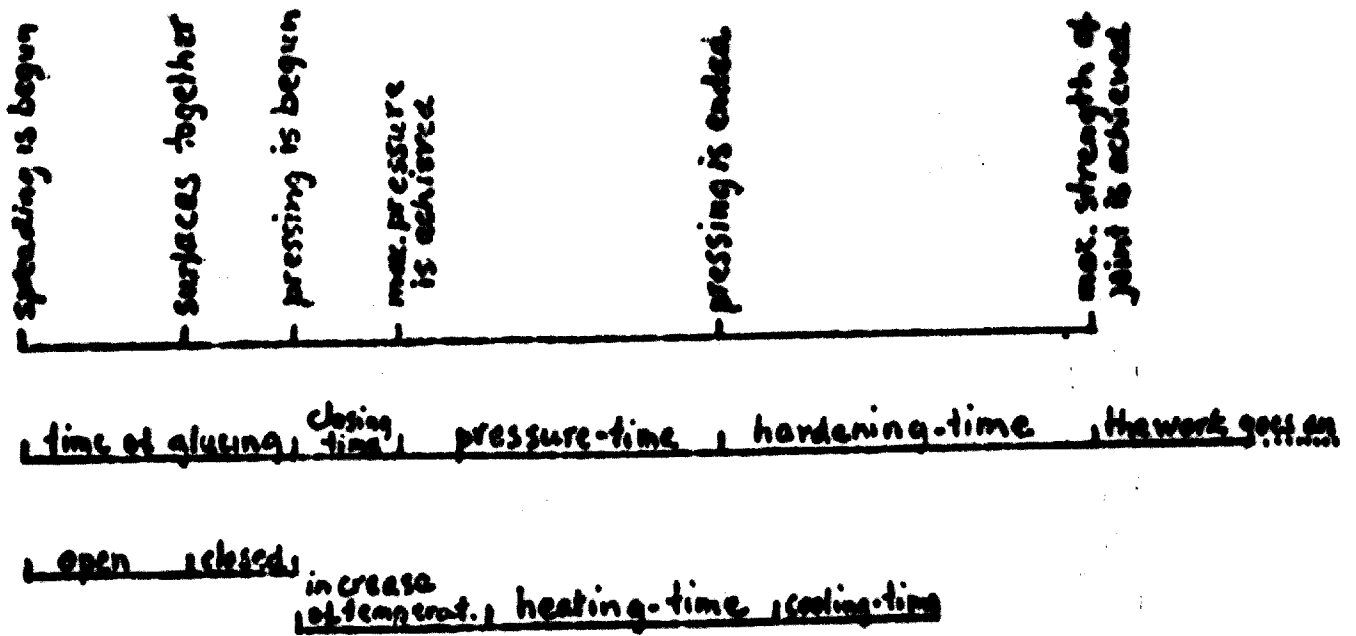 spreading is begun
surfaces together
pressing is begun
max. pressure
is achieved
pressing is ended
max. strength of
joint is achieved
time of glueing
closing
time
pressure-time
hardening-time
the work goes on......
open
closed
increase
of temperat.
heating-time
cooling-time